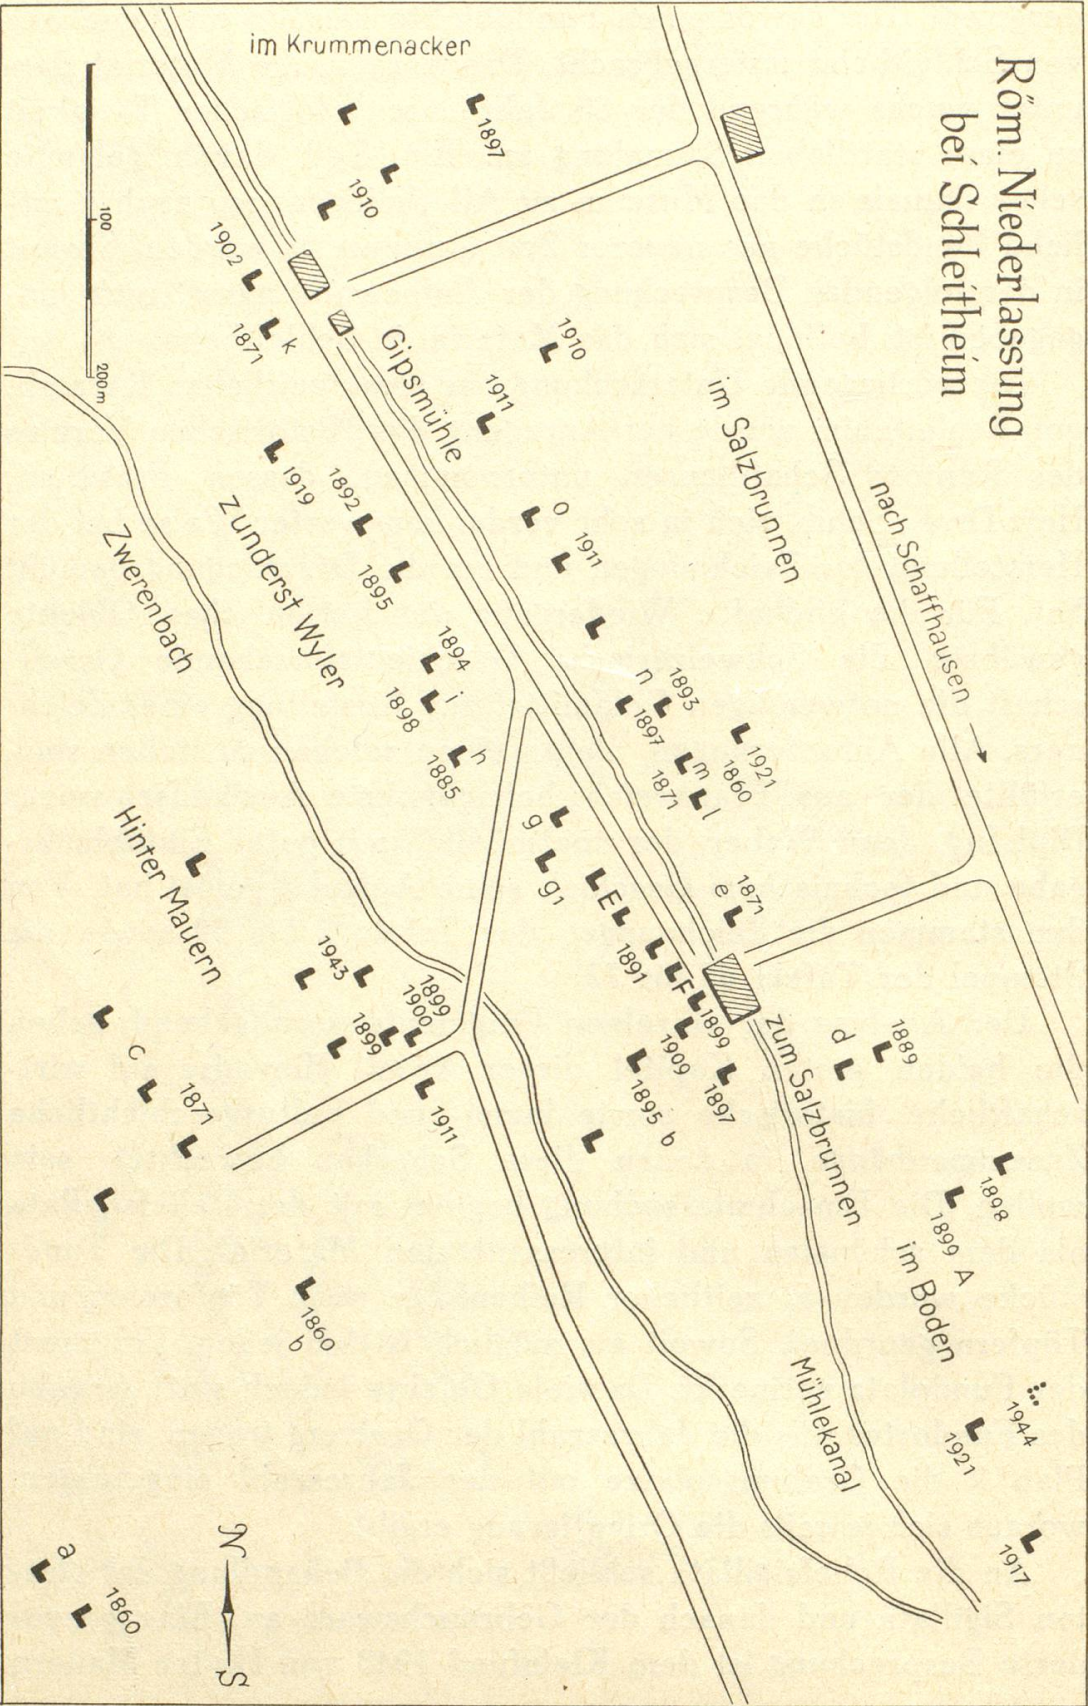 Röm. Niederlassung
bei Schleitheim
im Krummenacker
1897
1910
1902
k
1871
100
200 m
Gipsmühle
1910
1911
im Salzbrunnen
nach Schaffhausen
o
1911
1919
1892
1895
zunderst Wyler
Zwerenbach
1894
i
1898
h
1885
n
1893
1897
1921
1860
m
1871
l
g
g1
E
1891
F
1899
1909
1897
1895 b
e
1871
zum Salzbrunnen
d
1889
Hinter Mauern
1943
1899
1900
1899
1911
c
1871
1860
b
1898
1899 A
im Boden
Mühlekanal
1944
1921
1917
a
1860
N
S